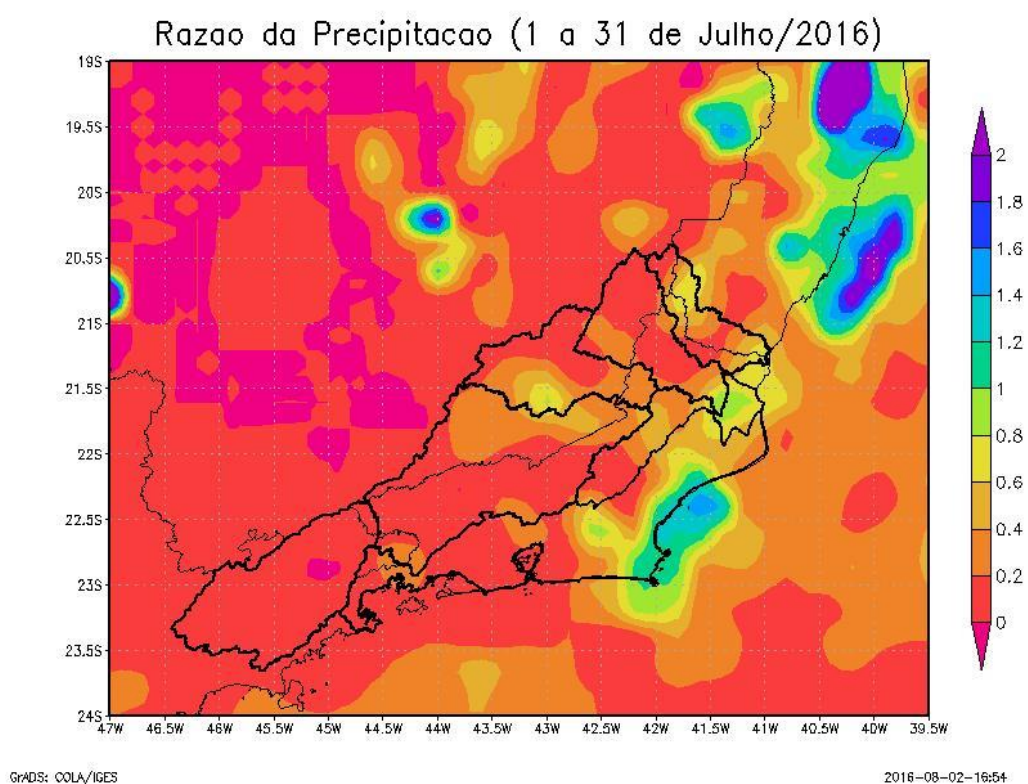 Razao da Precipitacao (1 a 31 de Julho/2016)
19S
19.5S
20S
20.5S
21S
21.5S
22S
22.5S
23S
23.5S
24S
47W 46.5W 46W 45.5W 45W 44.5W 44W 43.5W 43W 42.5W 42W 41.5W 41W 40.5W 40W 39.5W
2
1.8
1.6
1.4
1.2
1
0.8
0.6
0.4
0.2
0
GrADS: COLA/IGES 2016-08-02-16:54